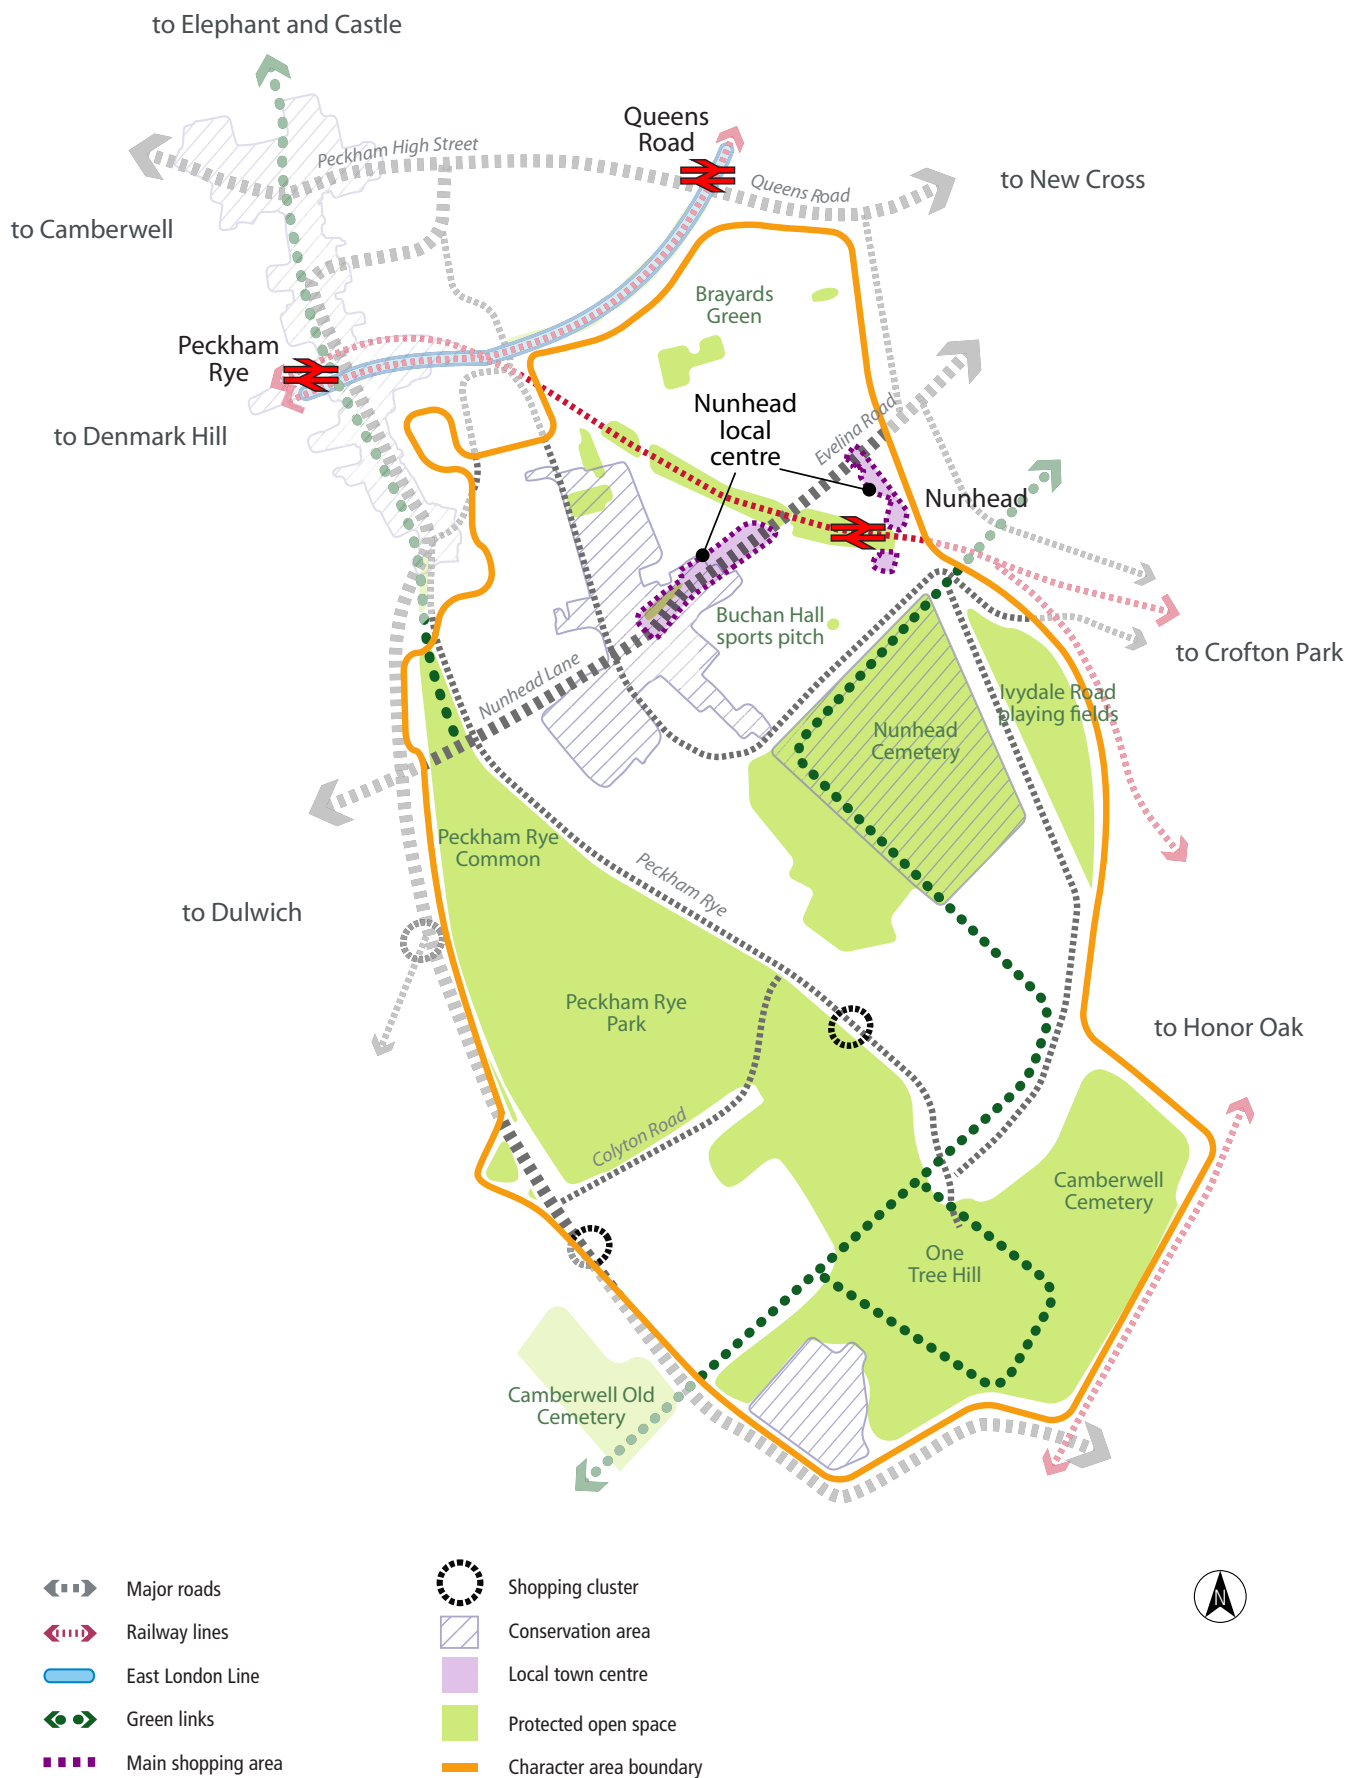 to Elephant and Castle
Queens
Road
Peckham High Street
Queens Road
to New Cross
to Camberwell
Brayards
Green
Peckham
Rye
Nunhead
local
centre
to Denmark Hill
Evelina Road
Nunhead
Buchan Hall
sports pitch
to Crofton Park
Nunhead Lane
Ivydale Road
playing fields
Nunhead
Cemetery
Peckham Rye
Common
Peckham Rye
to Dulwich
Peckham Rye
Park
to Honor Oak
Colyton Road
Camberwell
Cemetery
One
Tree Hill
Camberwell Old
Cemetery
Major roads
Railway lines
East London Line
Green links
Main shopping area
Shopping cluster
Conservation area
Local town centre
Protected open space
Character area boundary
N